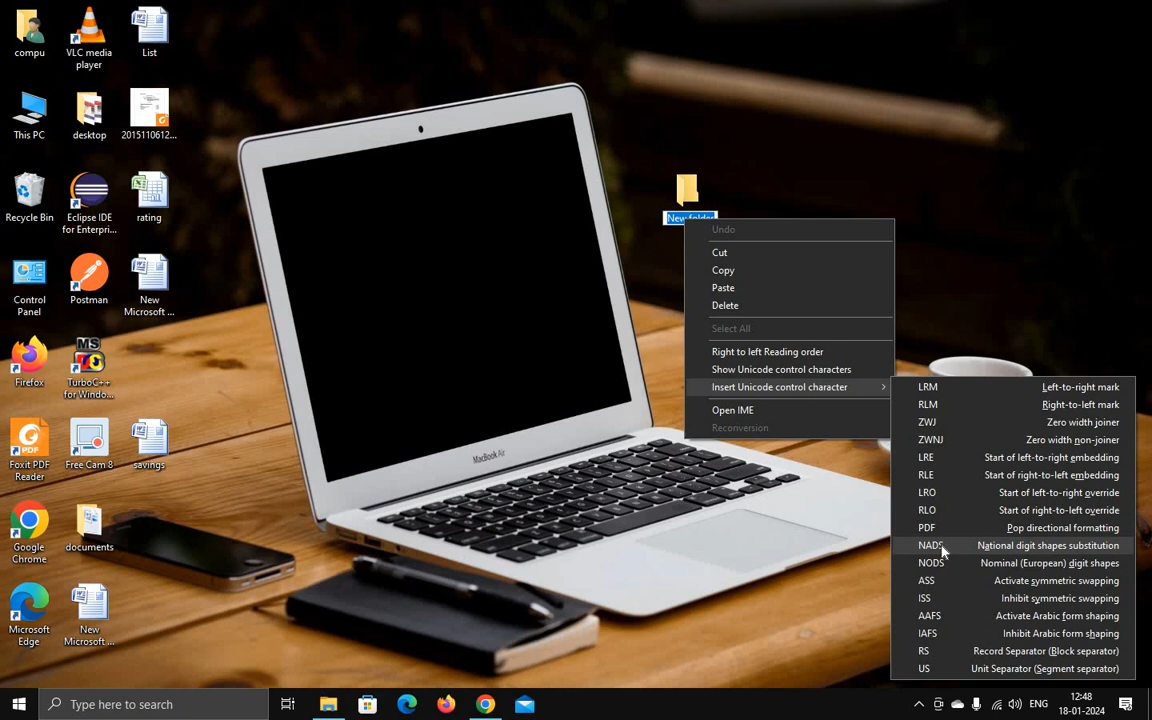 compu
VLC media
player
List
This PC
desktop
2015110612...
Recycle Bin
Eclipse IDE
for Enterpri...
rating
Control
Panel
Postman
New
Microsoft ...
Firefox
TurboC++
for Windo...
Foxit PDF
Reader
Free Cam 8
savings
Google
Chrome
documents
Microsoft
Edge
New
Microsoft ...
MacBook Air
New folder
Undo
Cut
Copy
Paste
Delete
Select All
Right to left Reading order
Show Unicode control characters
Insert Unicode control character
Open IME
Reconversion
LRM Left-to-right mark
RLM Right-to-left mark
ZWJ Zero width joiner
ZWNJ Zero width non-joiner
LRE Start of left-to-right embedding
RLE Start of right-to-left embedding
LRO Start of left-to-right override
RLO Start of right-to-left override
PDF Pop directional formatting
NADS National digit shapes substitution
NODS Nominal (European) digit shapes
ASS Activate symmetric swapping
ISS Inhibit symmetric swapping
AAFS Activate Arabic form shaping
IAFS Inhibit Arabic form shaping
RS Record Separator (Block separator)
US Unit Separator (Segment separator)
Type here to search
ENG
12:48
18-01-2024